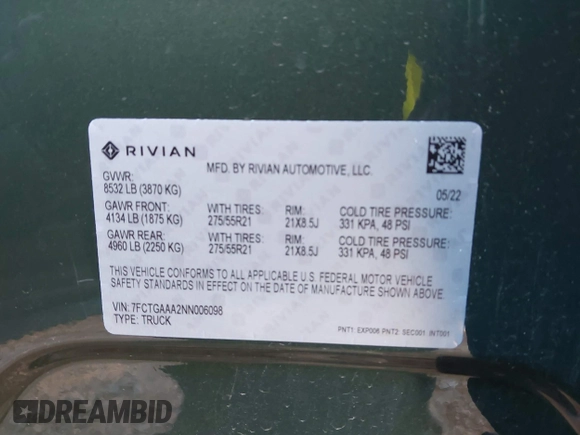 RIVIAN
MFD. BY RIVIAN AUTOMOTIVE, LLC.
GVWR:
8532 LB (3870 KG)
05/22
GAWR FRONT: WITH TIRES: RIM: COLD TIRE PRESSURE:
4134 LB (1875 KG) 275/55R21 21X8.5J 331 KPA, 48 PSI
GAWR REAR: WITH TIRES: RIM: COLD TIRE PRESSURE:
4960 LB (2250 KG) 275/55R21 21X8.5J 331 KPA, 48 PSI
THIS VEHICLE CONFORMS TO ALL APPLICABLE U.S. FEDERAL MOTOR VEHICLE
SAFETY STANDARDS IN EFFECT ON THE DATE OF MANUFACTURE SHOWN ABOVE.
VIN: 7FCTGAAA2NN006098
TYPE: TRUCK
PNT1: EXP006 PNT2: SEC001 INT001
DREAMBID